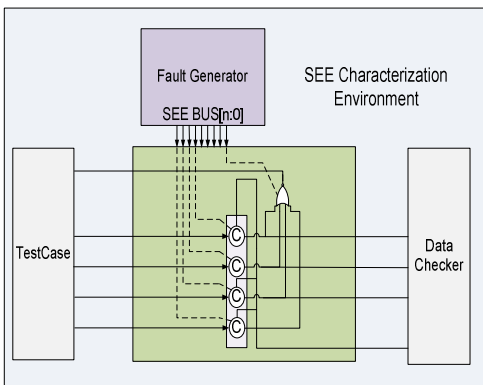 Fault Generator
SEE BUS[n:0]
SEE Characterization
Environment
TestCase
C
C
C
C
Data
Checker